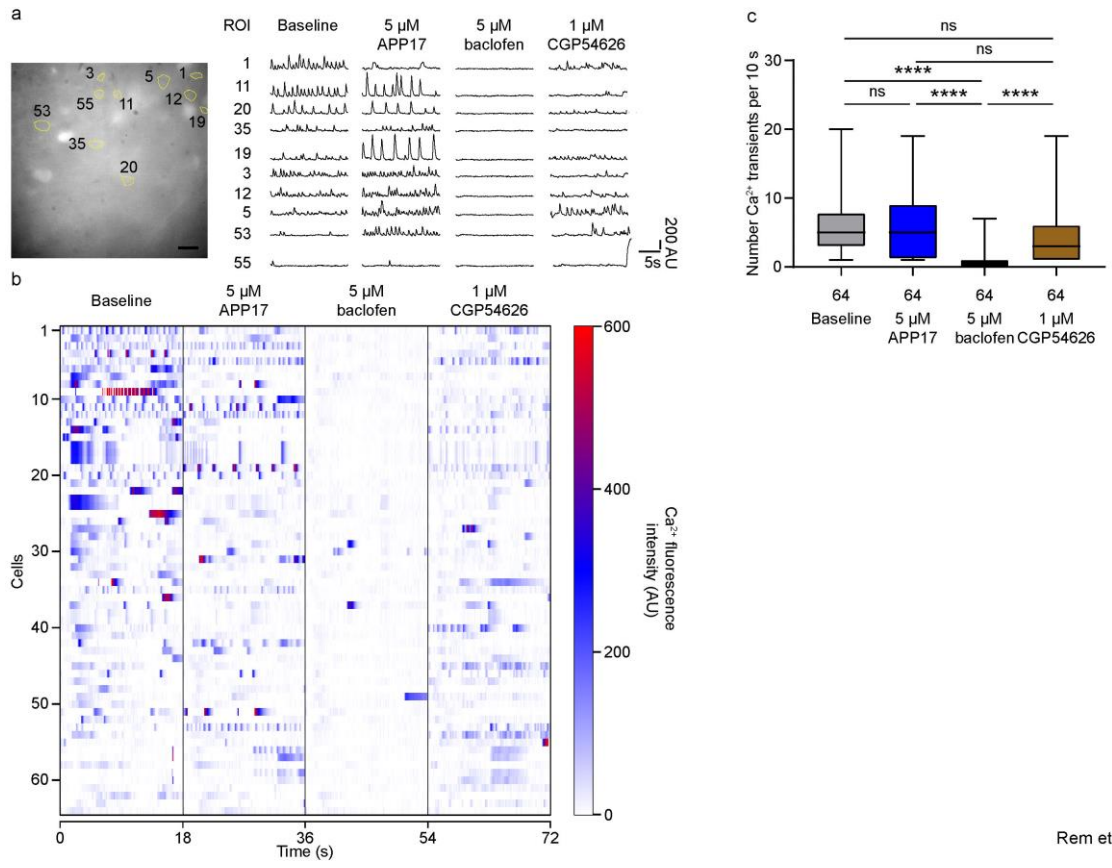 a
ROI Baseline 5 µM APP17 5 µM baclofen 1 µM CGP54626
1
11
20
35
19
3
12
5
53
55
3
5
1
53
55
11
12
19
35
20
200 AU
5s
b
Baseline 5 µM APP17 5 µM baclofen 1 µM CGP54626
Cells
1
10
20
30
40
50
60
0 18 36 54 72
Time (s)
600
400
200
0
Ca²⁺ fluorescence
intensity (AU)
c
ns
ns
****
ns **** ****
Number Ca²⁺ transients per 10 s
30
20
10
0
64 64 64 64
Baseline 5 µM APP17 5 µM baclofen 1 µM CGP54626
Rem et